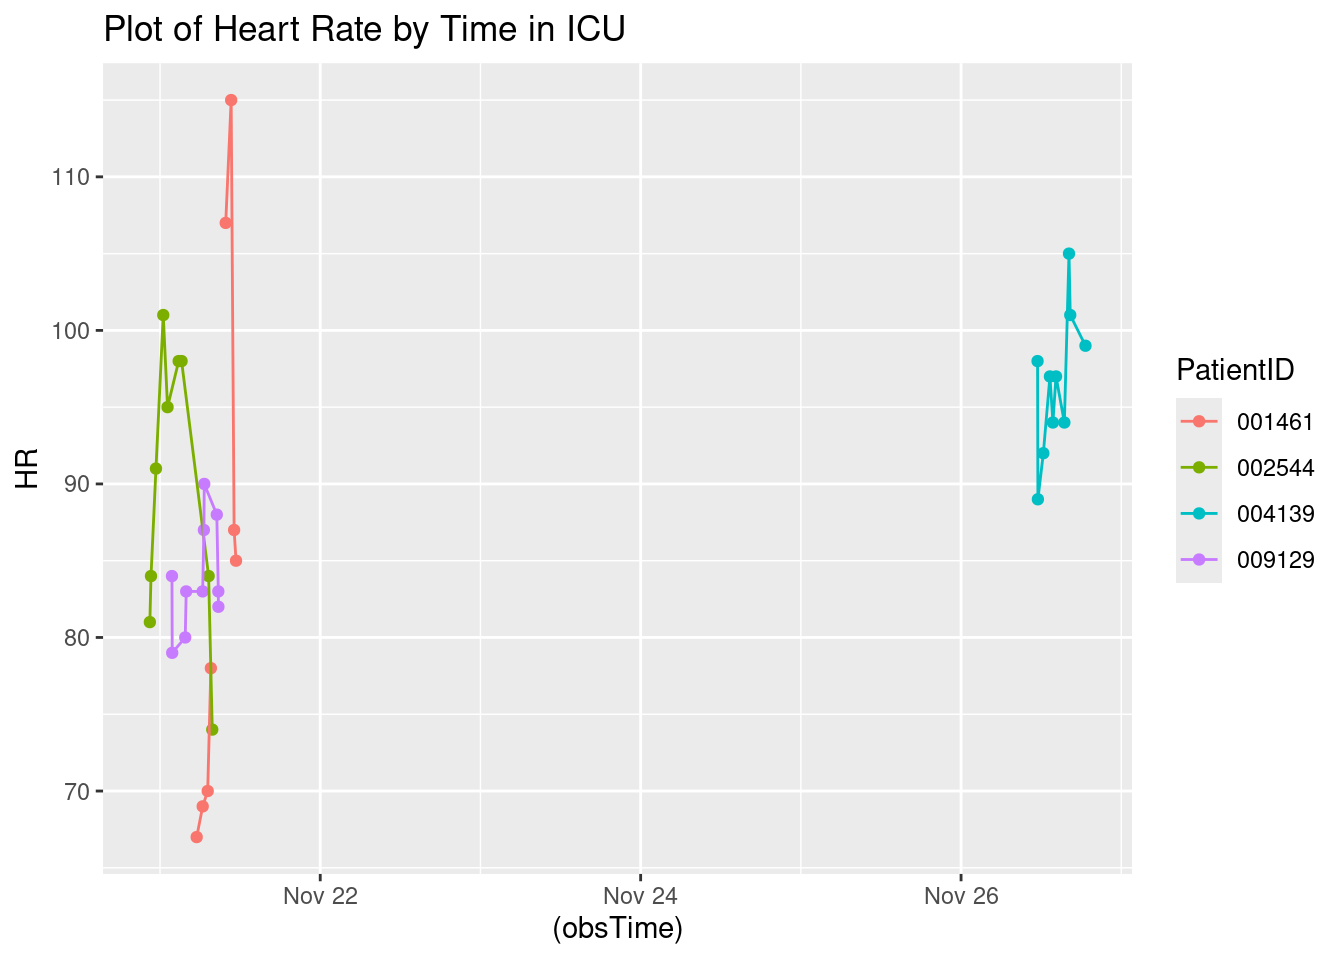 Plot of Heart Rate by Time in ICU
HR
110
100
90
80
70
Nov 22
Nov 24
Nov 26
(obsTime)
PatientID
001461
002544
004139
009129